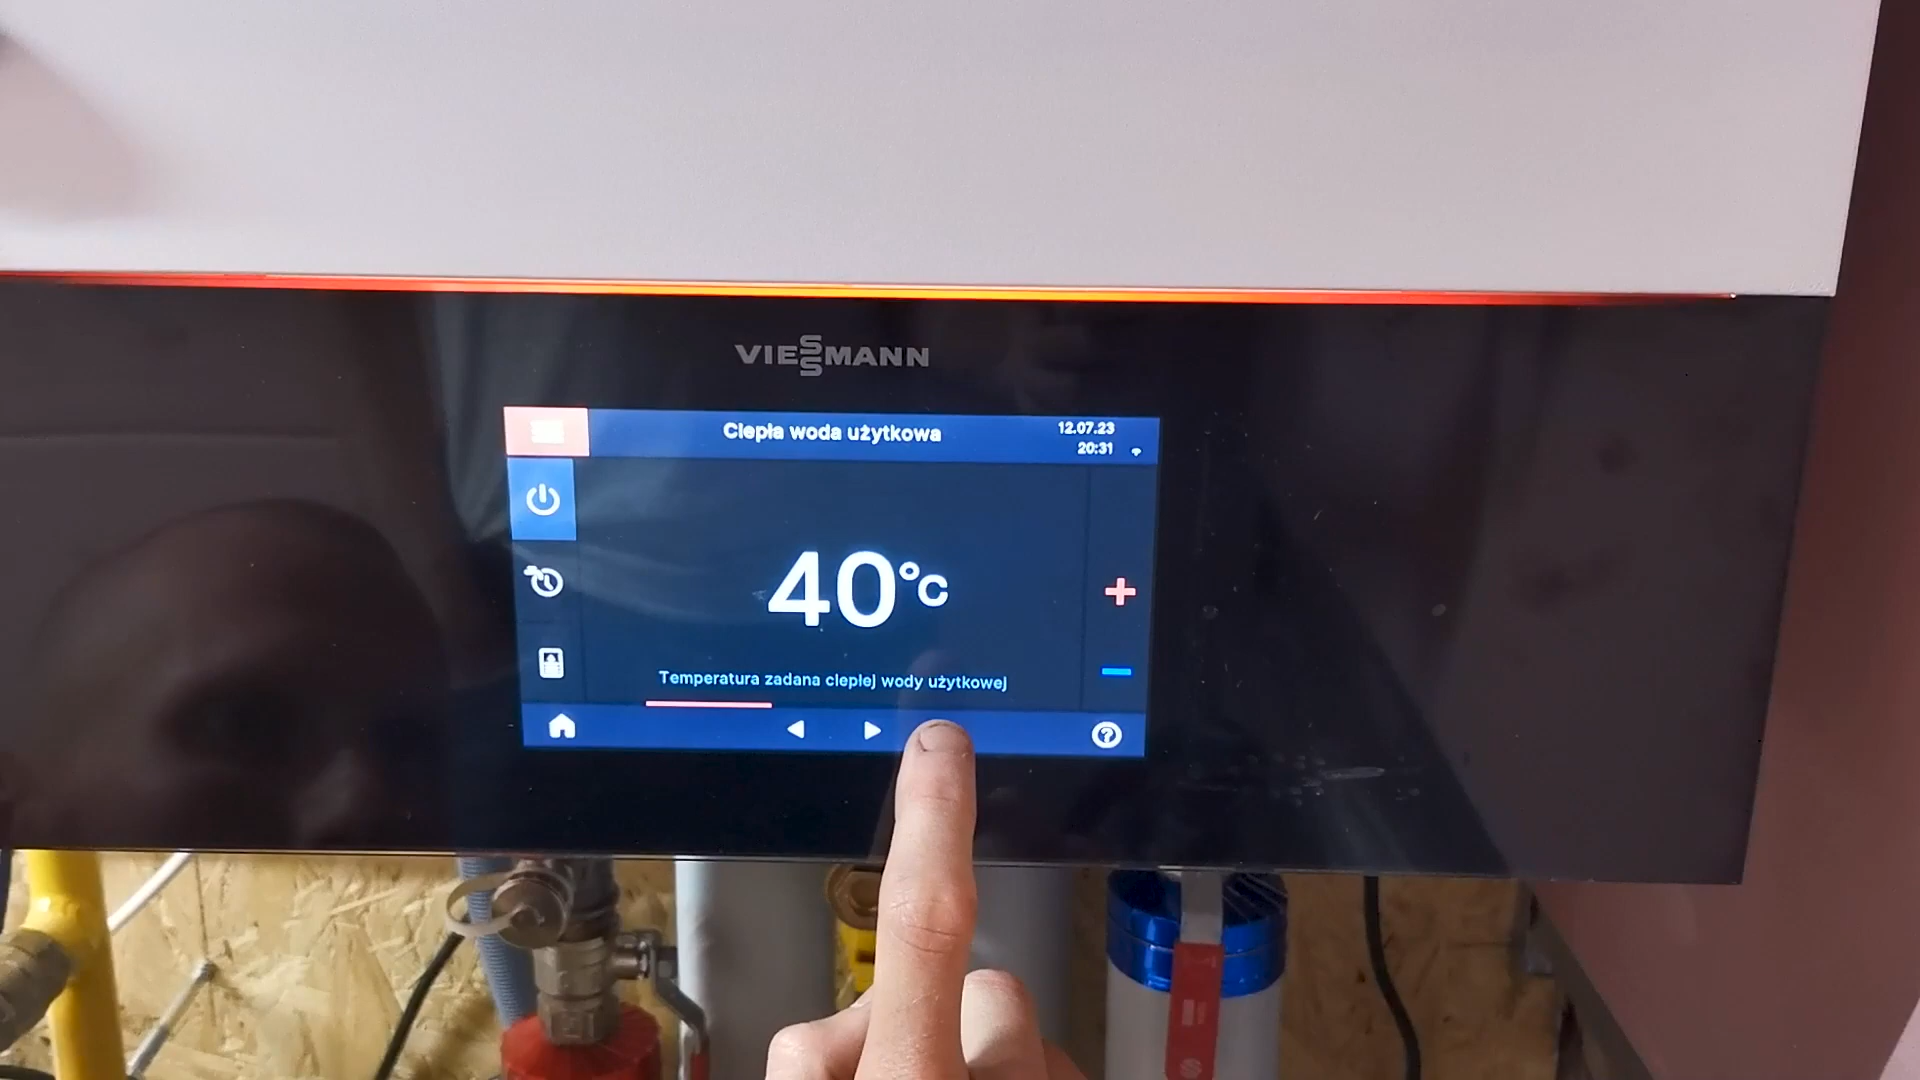 VIESSMANN
Ciepła woda użytkowa
12.07.23
20:31
40°C
Temperatura zadana ciepłej wody użytkowej